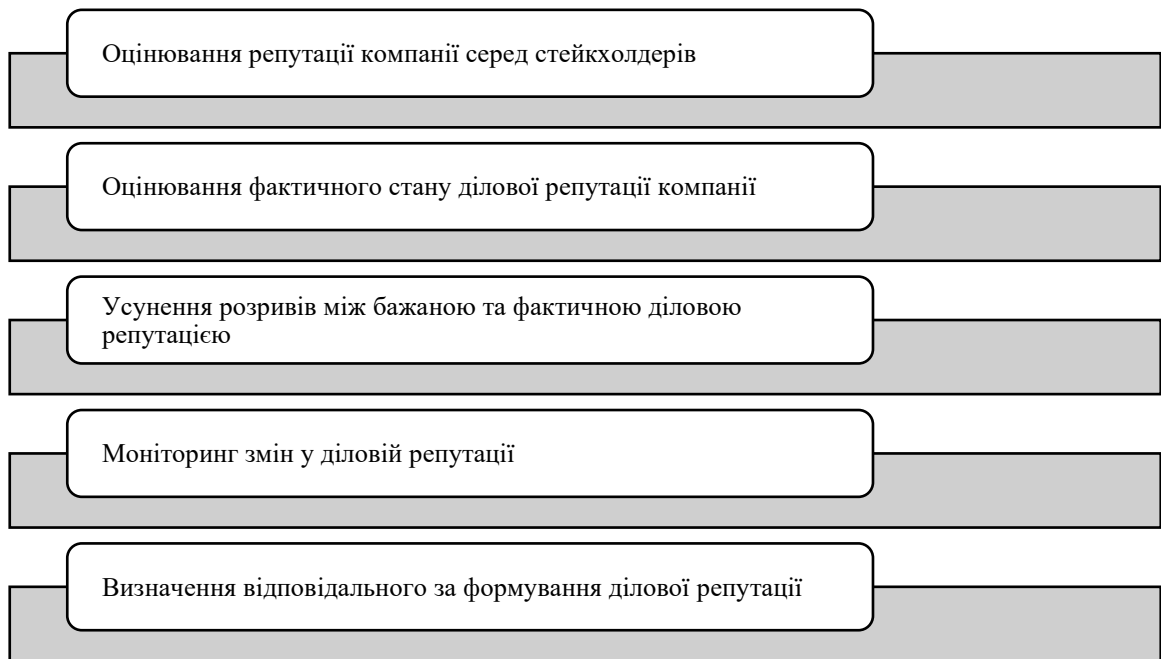 Оцінювання репутації компанії серед стейкхолдерів
Оцінювання фактичного стану ділової репутації компанії
Усунення розривів між бажаною та фактичною діловою
репутацією
Моніторинг змін у діловій репутації
Визначення відповідального за формування ділової репутації